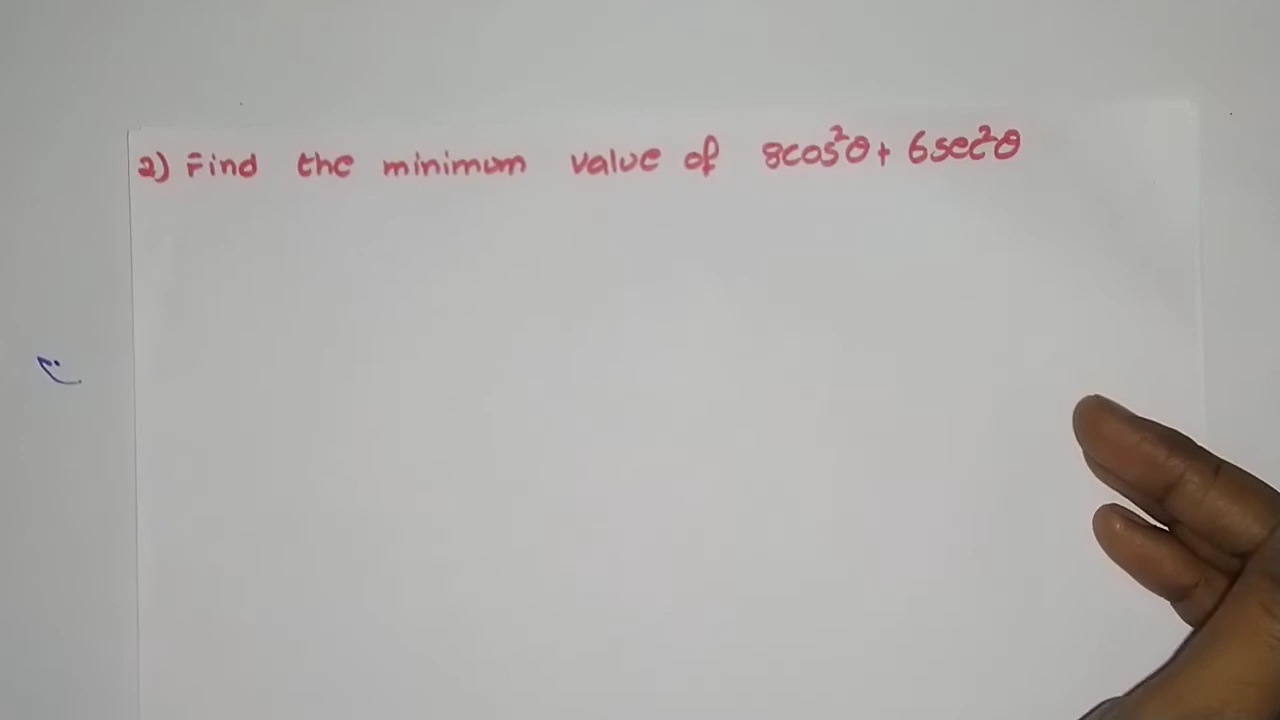 2) Find the minimum value of 8cos²θ + 6sec²θ